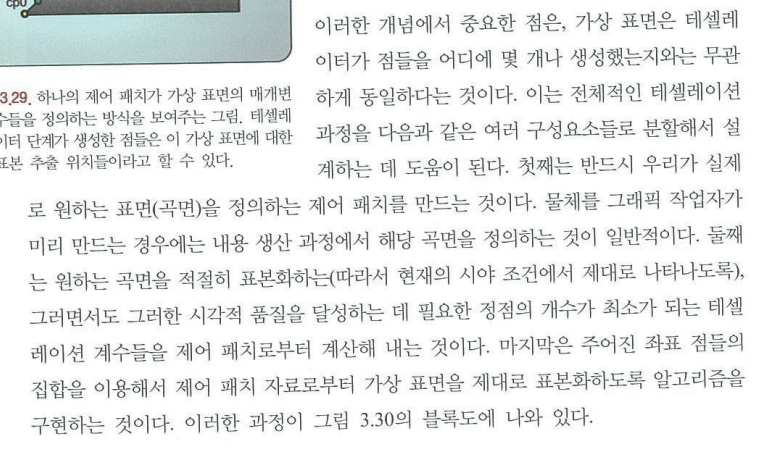 cp0
3.29. 하나의 제어 패치가 가상 표면의 매개변
수들을 정의하는 방식을 보여주는 그림. 테셀레
이터 단계가 생성한 점들은 이 가상 표면에 대한
표본 추출 위치들이라고 할 수 있다.
이러한 개념에서 중요한 점은, 가상 표면은 테셀레
이터가 점들을 어디에 몇 개나 생성했는지와는 무관
하게 동일하다는 것이다. 이는 전체적인 테셀레이션
과정을 다음과 같은 여러 구성요소들로 분할해서 설
계하는 데 도움이 된다. 첫째는 반드시 우리가 실제
로 원하는 표면(곡면)을 정의하는 제어 패치를 만드는 것이다. 물체를 그래픽 작업자가
미리 만드는 경우에는 내용 생산 과정에서 해당 곡면을 정의하는 것이 일반적이다. 둘째
는 원하는 곡면을 적절히 표본화하는(따라서 현재의 시야 조건에서 제대로 나타나도록),
그러면서도 그러한 시각적 품질을 달성하는 데 필요한 정점의 개수가 최소가 되는 테셀
레이션 계수들을 제어 패치로부터 계산해 내는 것이다. 마지막은 주어진 좌표 점들의
집합을 이용해서 제어 패치 자료로부터 가상 표면을 제대로 표본화하도록 알고리즘을
구현하는 것이다. 이러한 과정이 그림 3.30의 블록도에 나와 있다.